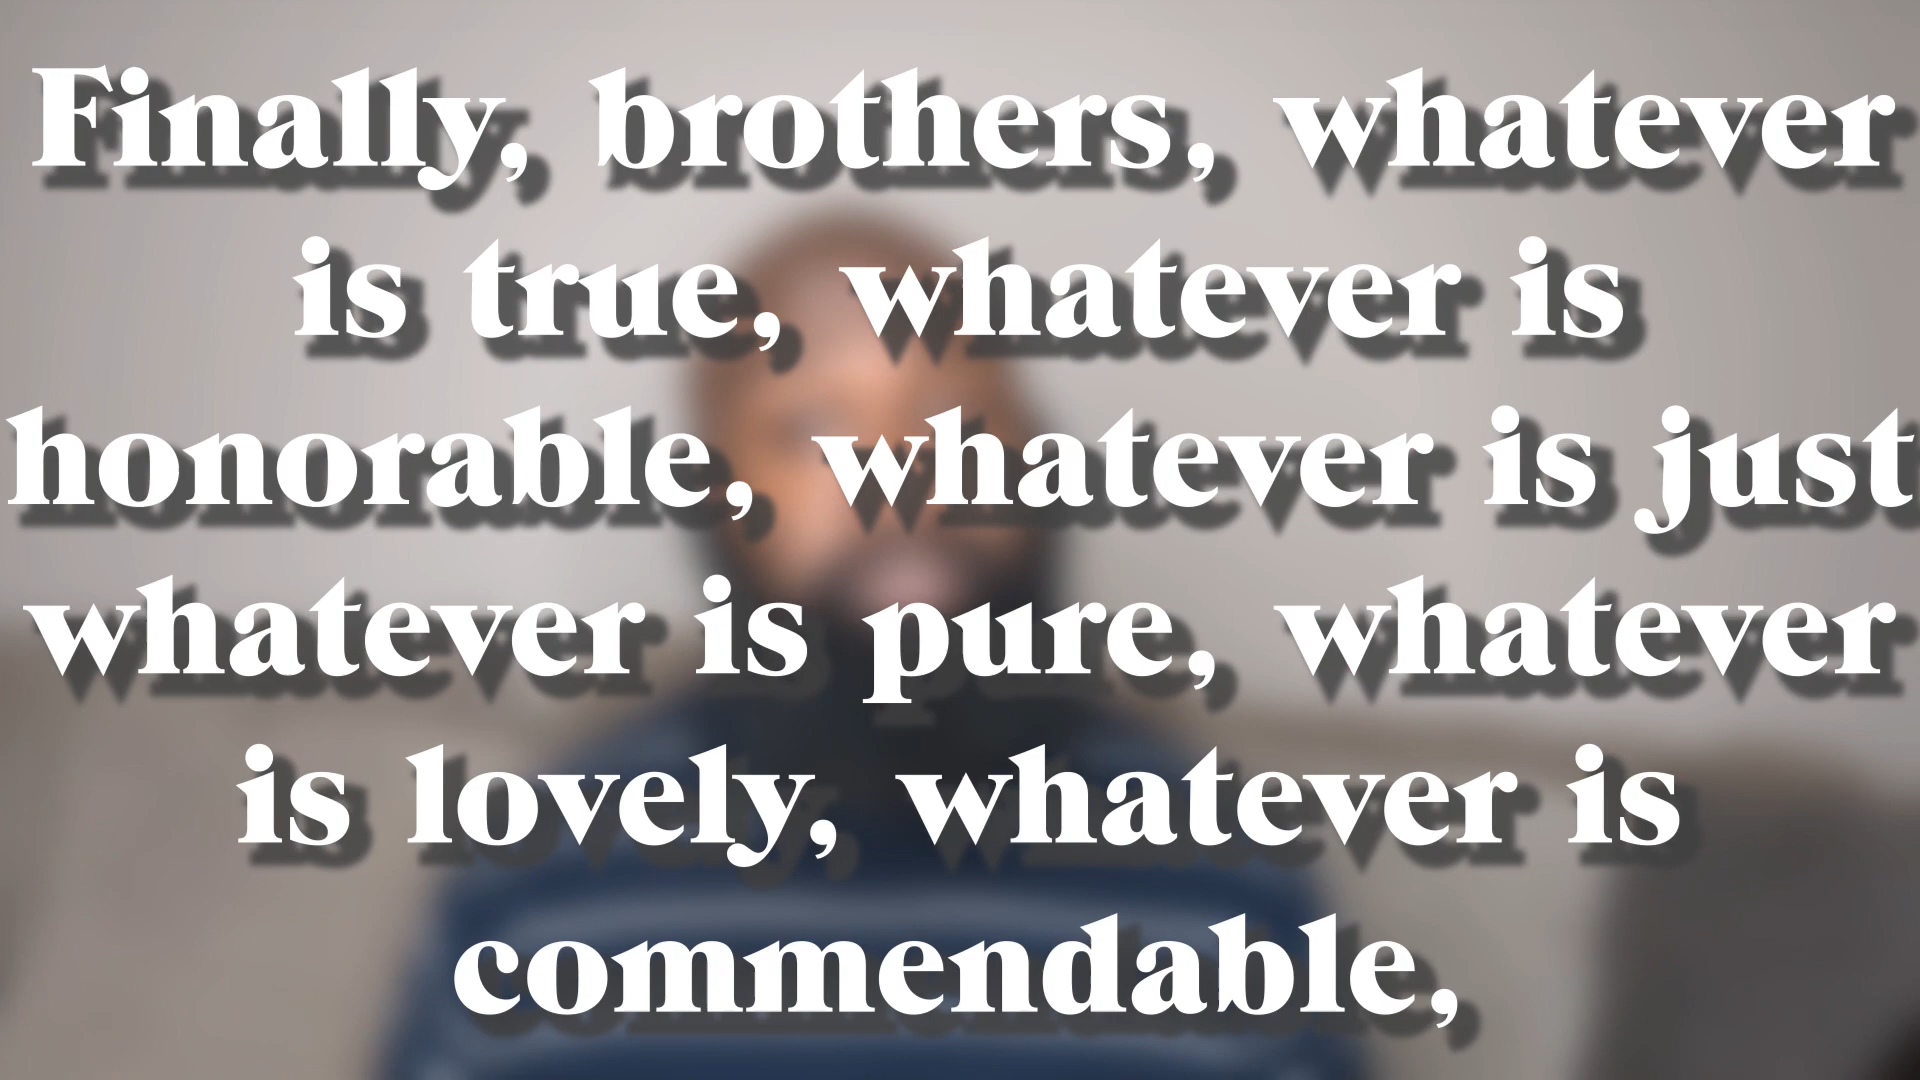 Finally, brothers, whatever
is true, whatever is
honorable, whatever is just
whatever is pure, whatever
is lovely, whatever is
commendable,